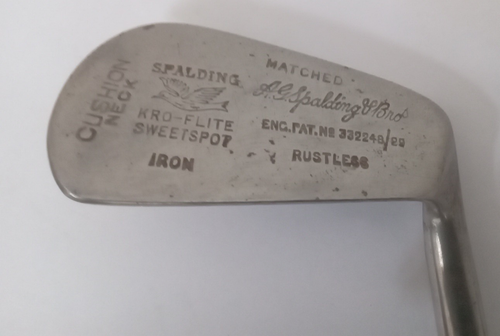 CUSHION
NECK
SPALDING
KRO-FLITE
SWEETSPOT
IRON
MATCHED
A.G. Spalding & Bros
ENG.PAT.No 332248/29
RUSTLESS